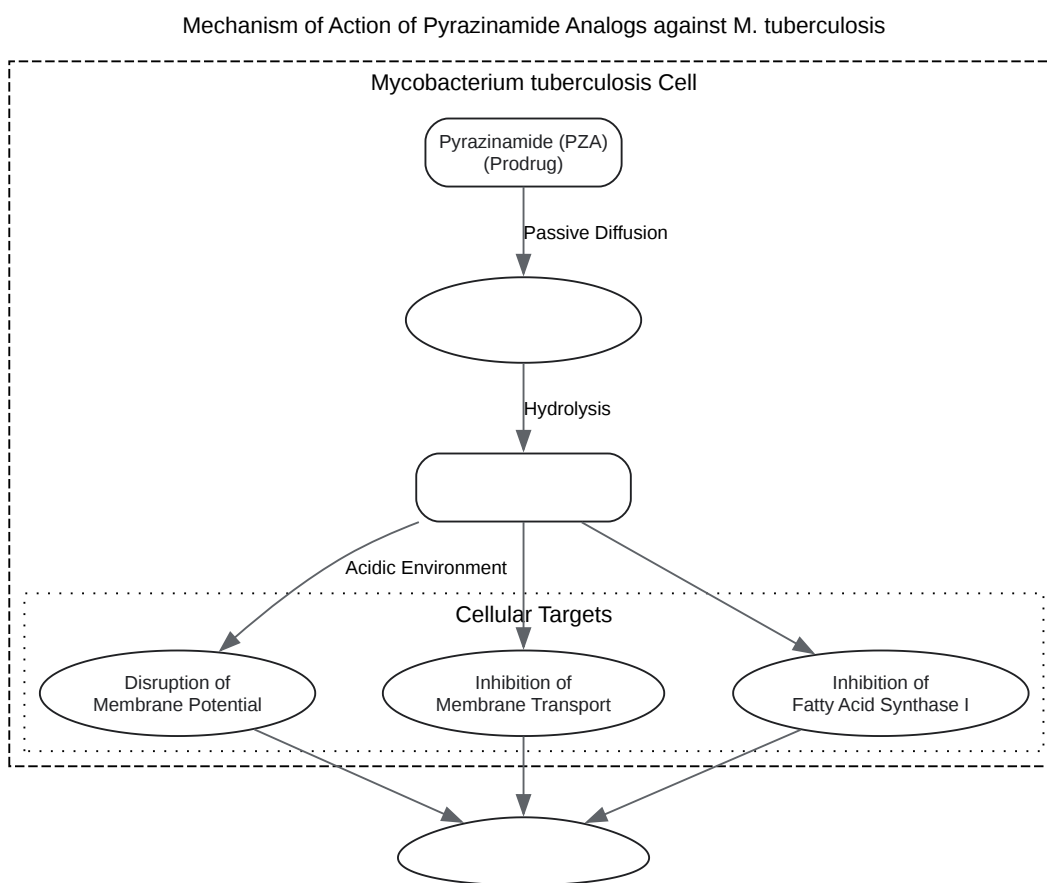 Mechanism of Action of Pyrazinamide Analogs against M. tuberculosis
Mycobacterium tuberculosis Cell
Pyrazinamide (PZA)
(Prodrug)
Passive Diffusion
Hydrolysis
Acidic Environment
Cellular Targets
Disruption of
Membrane Potential
Inhibition of
Membrane Transport
Inhibition of
Fatty Acid Synthase I